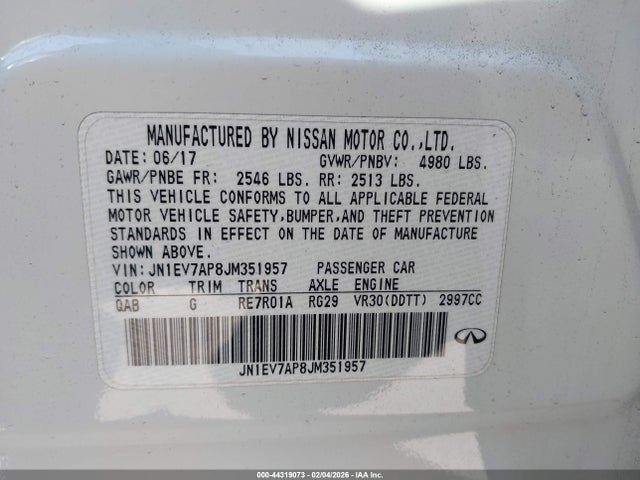 MANUFACTURED BY NISSAN MOTOR CO.,LTD.
DATE: 06/17 GVWR/PNBV: 4980 LBS.
GAWR/PNBE FR: 2546 LBS. RR: 2513 LBS.
THIS VEHICLE CONFORMS TO ALL APPLICABLE FEDERAL
MOTOR VEHICLE SAFETY,BUMPER,AND THEFT PREVENTION
STANDARDS IN EFFECT ON THE DATE OF MANUFACTURE
SHOWN ABOVE.
VIN:JN1EV7AP8JM351957 PASSENGER CAR
COLOR TRIM TRANS AXLE ENGINE
QAB G RE7R01A RG29 VR30(DDTT) 2997CC
JN1EV7AP8JM351957
000-44319073 | 02/04/2026 | IAA Inc.